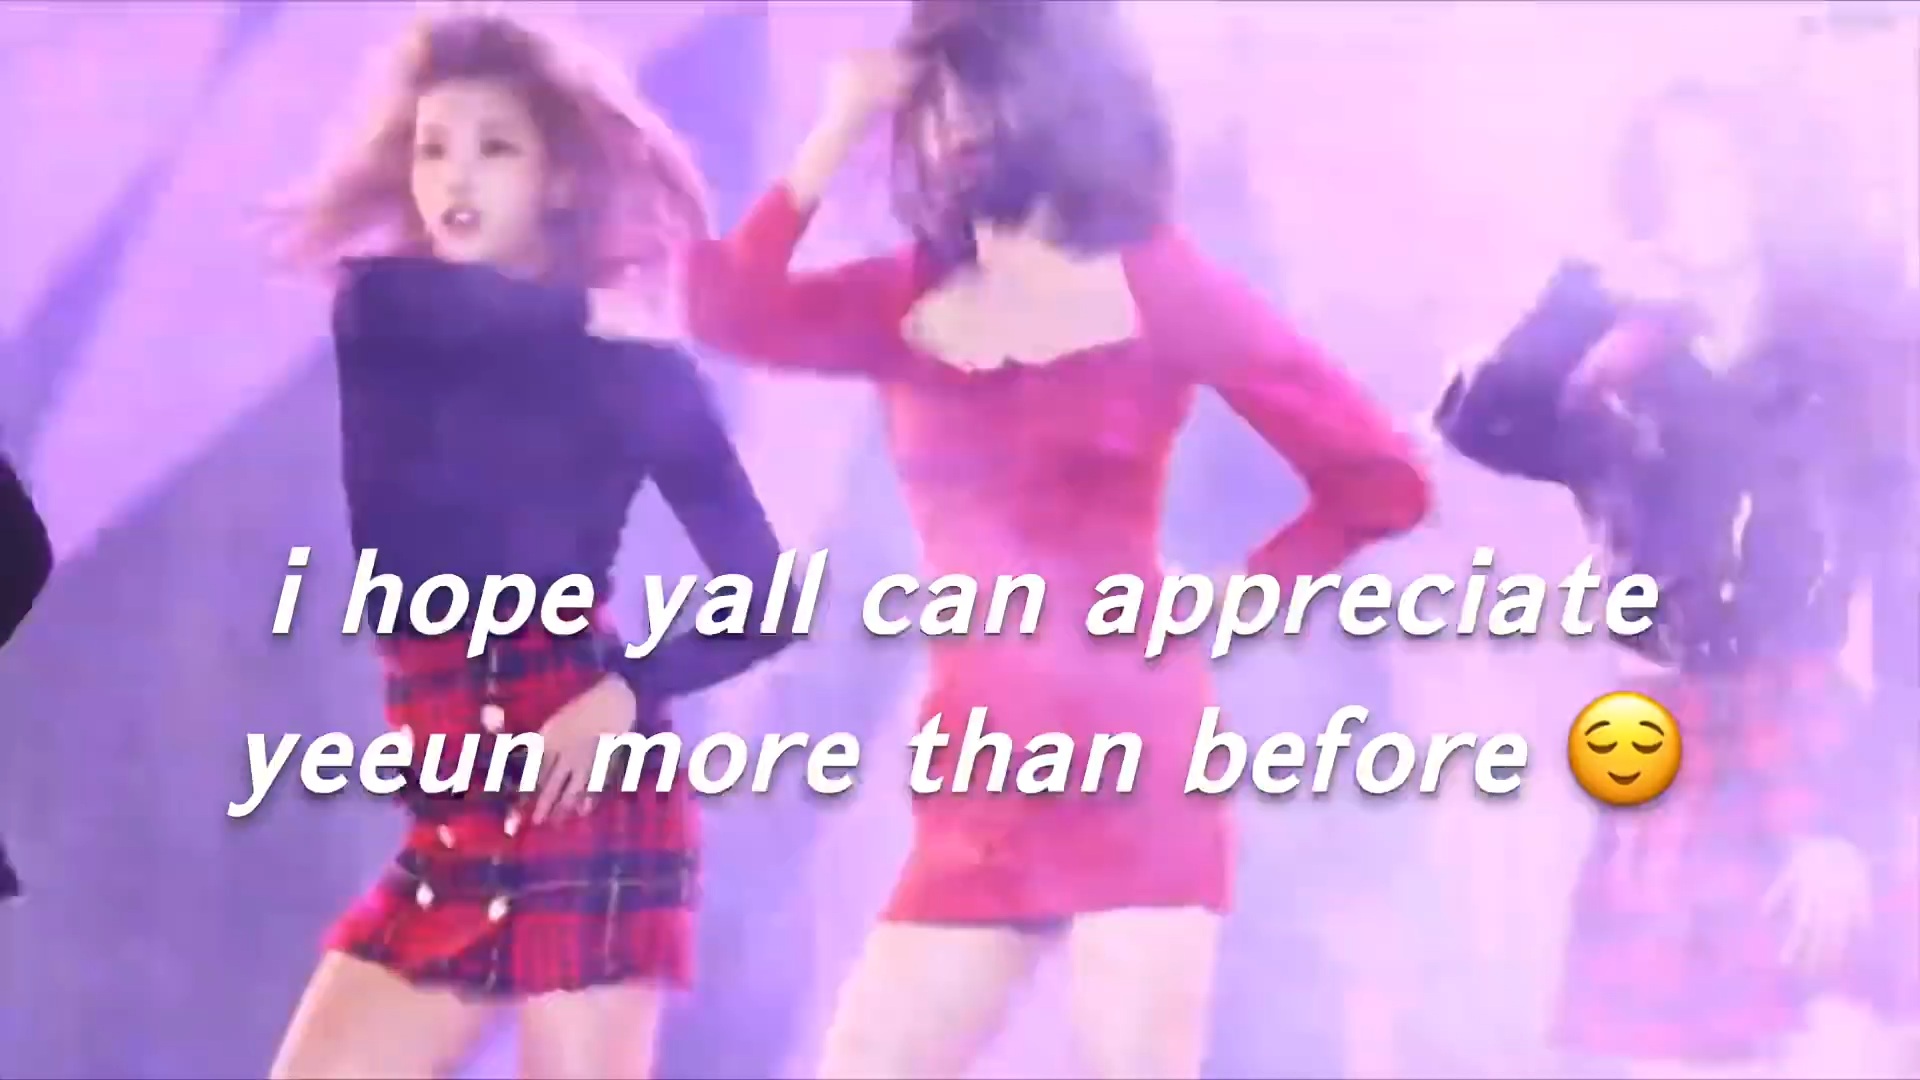 i hope yall can appreciate
yeeun more than before 😌